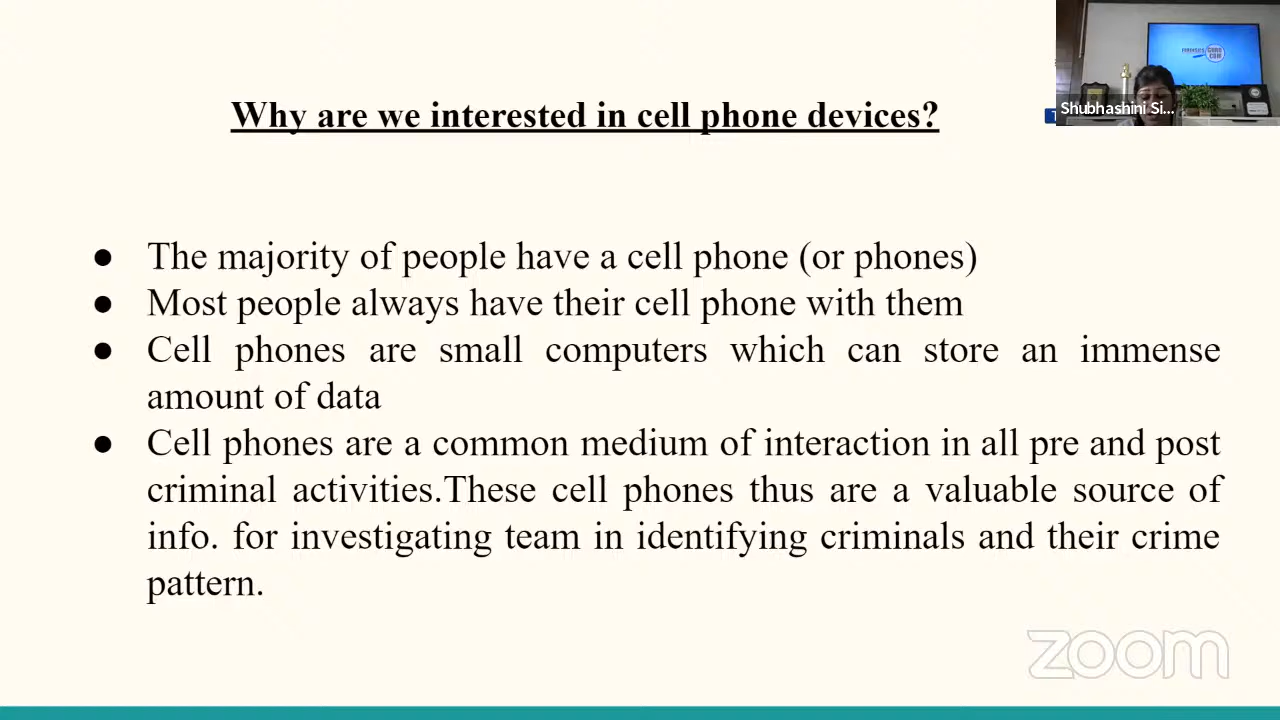 Why are we interested in cell phone devices?
Shubhashini Si...
● The majority of people have a cell phone (or phones)
● Most people always have their cell phone with them
● Cell phones are small computers which can store an immense
amount of data
● Cell phones are a common medium of interaction in all pre and post
criminal activities.These cell phones thus are a valuable source of
info. for investigating team in identifying criminals and their crime
pattern.
zoom